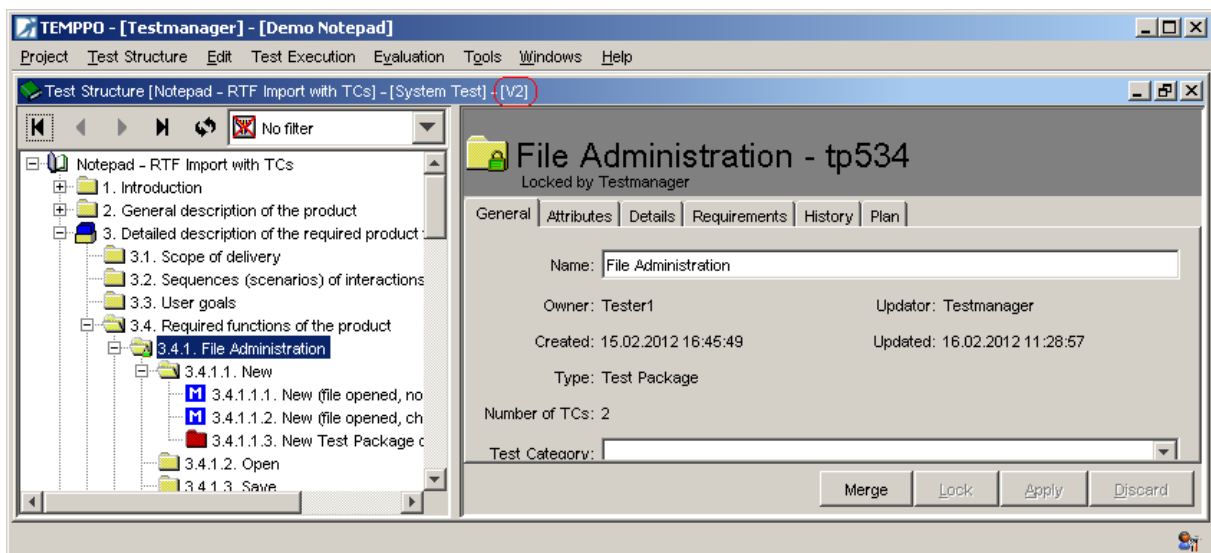 TEMPPO - [Testmanager] - [Demo Notepad]
Project Test Structure Edit Test Execution Evaluation Tools Windows Help
Test Structure [Notepad - RTF Import with TCs] - [System Test] - [V2]
No filter
Notepad - RTF Import with TCs
1. Introduction
2. General description of the product
3. Detailed description of the required product
3.1. Scope of delivery
3.2. Sequences (scenarios) of interactions
3.3. User goals
3.4. Required functions of the product
3.4.1. File Administration
3.4.1.1. New
M 3.4.1.1.1. New (file opened, no
M 3.4.1.1.2. New (file opened, ch
3.4.1.1.3. New Test Package
3.4.1.2. Open
3.4.1.3. Save
File Administration - tp534
Locked by Testmanager
General Attributes Details Requirements History Plan
Name: File Administration
Owner: Tester1 Updator: Testmanager
Created: 15.02.2012 16:45:49 Updated: 16.02.2012 11:28:57
Type: Test Package
Number of TCs: 2
Test Category:
Merge Lock Apply Discard